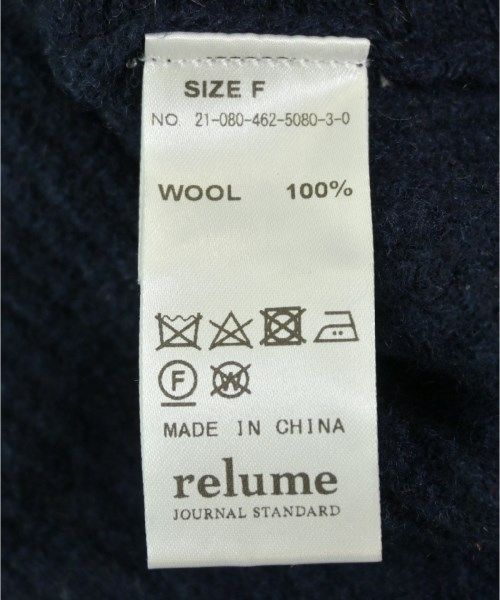 SIZE F
NO. 21-080-462-5080-3-0
WOOL 100%
F W
MADE IN CHINA
relume
JOURNAL STANDARD